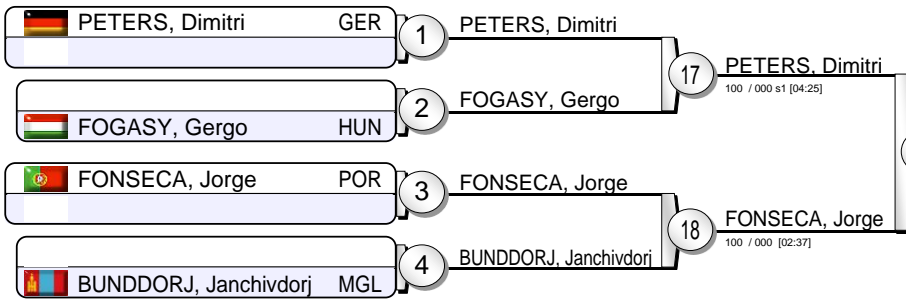 PETERS, Dimitri GER
1
PETERS, Dimitri
17
PETERS, Dimitri
100 / 000 s1 [04:25]
2
FOGASY, Gergo
FOGASY, Gergo HUN
FONSECA, Jorge POR
3
FONSECA, Jorge
18
FONSECA, Jorge
100 / 000 [02:37]
4
BUNDDORJ, Janchivdorj
BUNDDORJ, Janchivdorj MGL